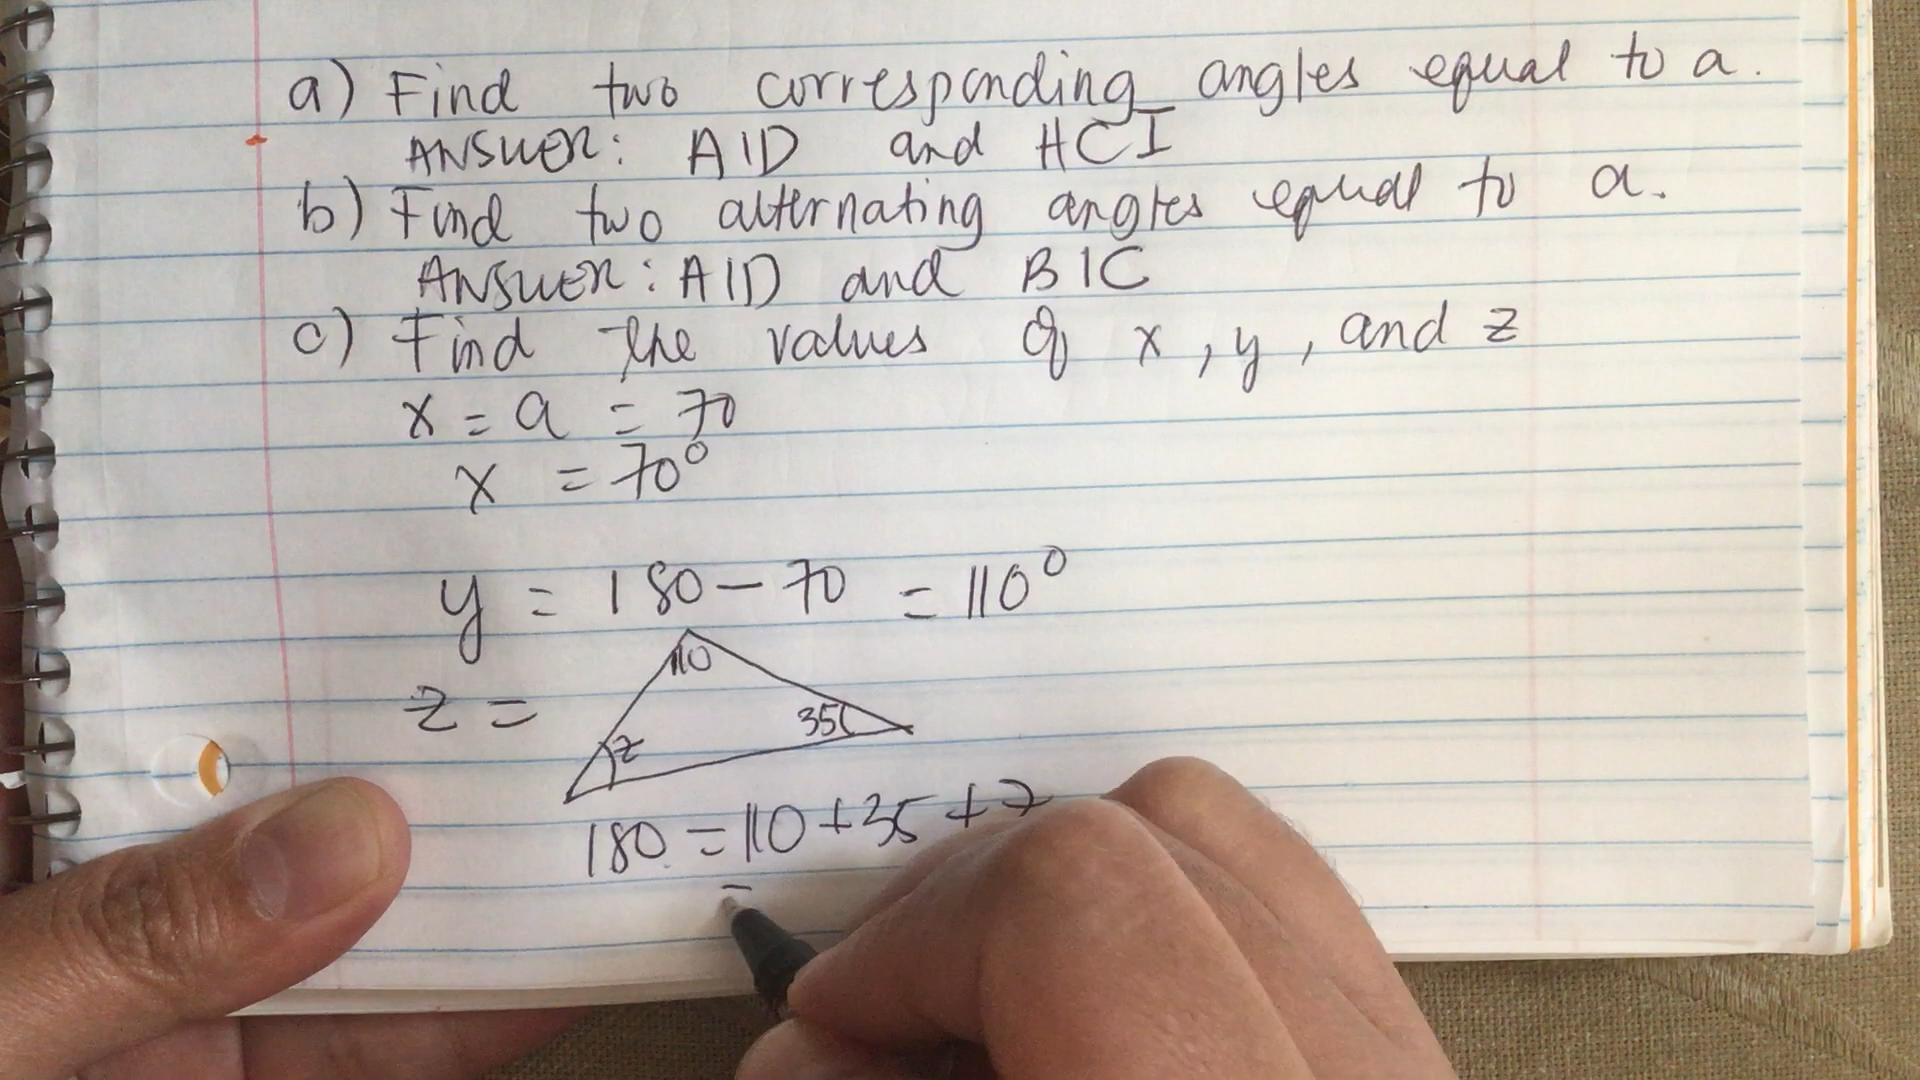 a) Find two corresponding angles equal to a.
ANSWER: AID and HCI
b) Find two alternating angles equal to a.
ANSWER: AID and BIC
c) Find the values of x, y, and z
x = a = 70
x = 70°
y = 180 - 70 = 110°
110
z =
35
z
180 = 110 + 35 + z
=